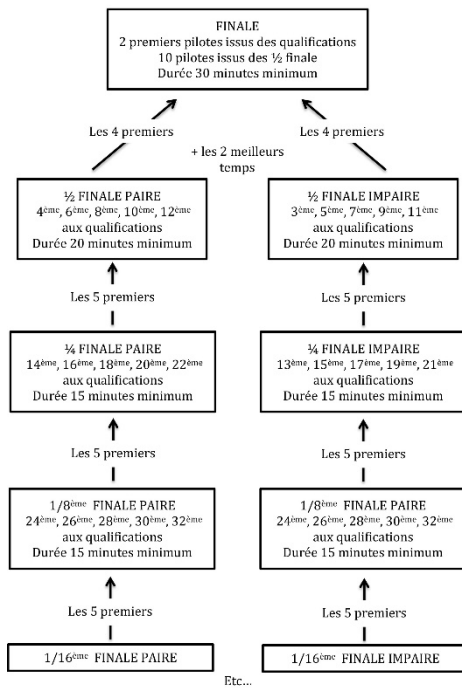 FINALE
2 premiers pilotes issus des qualifications
10 pilotes issus des ½ finale
Durée 30 minutes minimum
Les 4 premiers
Les 4 premiers
+ les 2 meilleurs
temps
½ FINALE PAIRE
4ème, 6ème, 8ème, 10ème, 12ème
aux qualifications
Durée 20 minutes minimum
½ FINALE IMPAIRE
3ème, 5ème, 7ème, 9ème, 11ème
aux qualifications
Durée 20 minutes minimum
Les 5 premiers
Les 5 premiers
¼ FINALE PAIRE
14ème, 16ème, 18ème, 20ème, 22ème
aux qualifications
Durée 15 minutes minimum
¼ FINALE IMPAIRE
13ème, 15ème, 17ème, 19ème, 21ème
aux qualifications
Durée 15 minutes minimum
Les 5 premiers
Les 5 premiers
1/8ème FINALE PAIRE
24ème, 26ème, 28ème, 30ème, 32ème
aux qualifications
Durée 15 minutes minimum
1/8ème FINALE PAIRE
24ème, 26ème, 28ème, 30ème, 32ème
aux qualifications
Durée 15 minutes minimum
Les 5 premiers
Les 5 premiers
1/16ème FINALE PAIRE
1/16ème FINALE IMPAIRE
Etc...